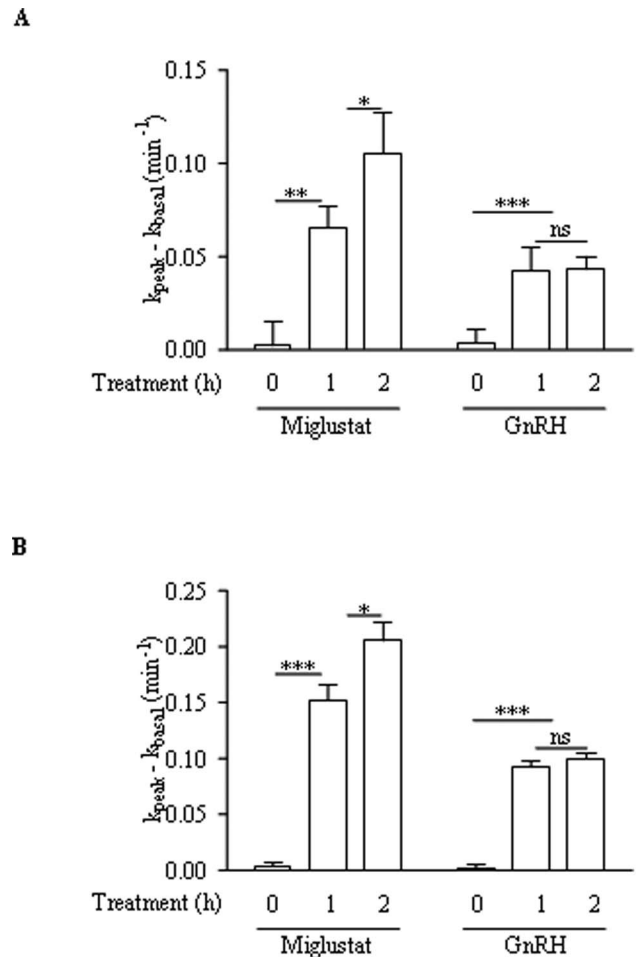 A
k_peak - k_basal (min^-1)
0.15
0.10
0.05
0.00
*
**
***
ns
Treatment (h) 0 1 2 0 1 2
Miglustat GnRH
B
k_peak - k_basal (min^-1)
0.25
0.20
0.15
0.10
0.05
0.00
*
***
***
ns
Treatment (h) 0 1 2 0 1 2
Miglustat GnRH